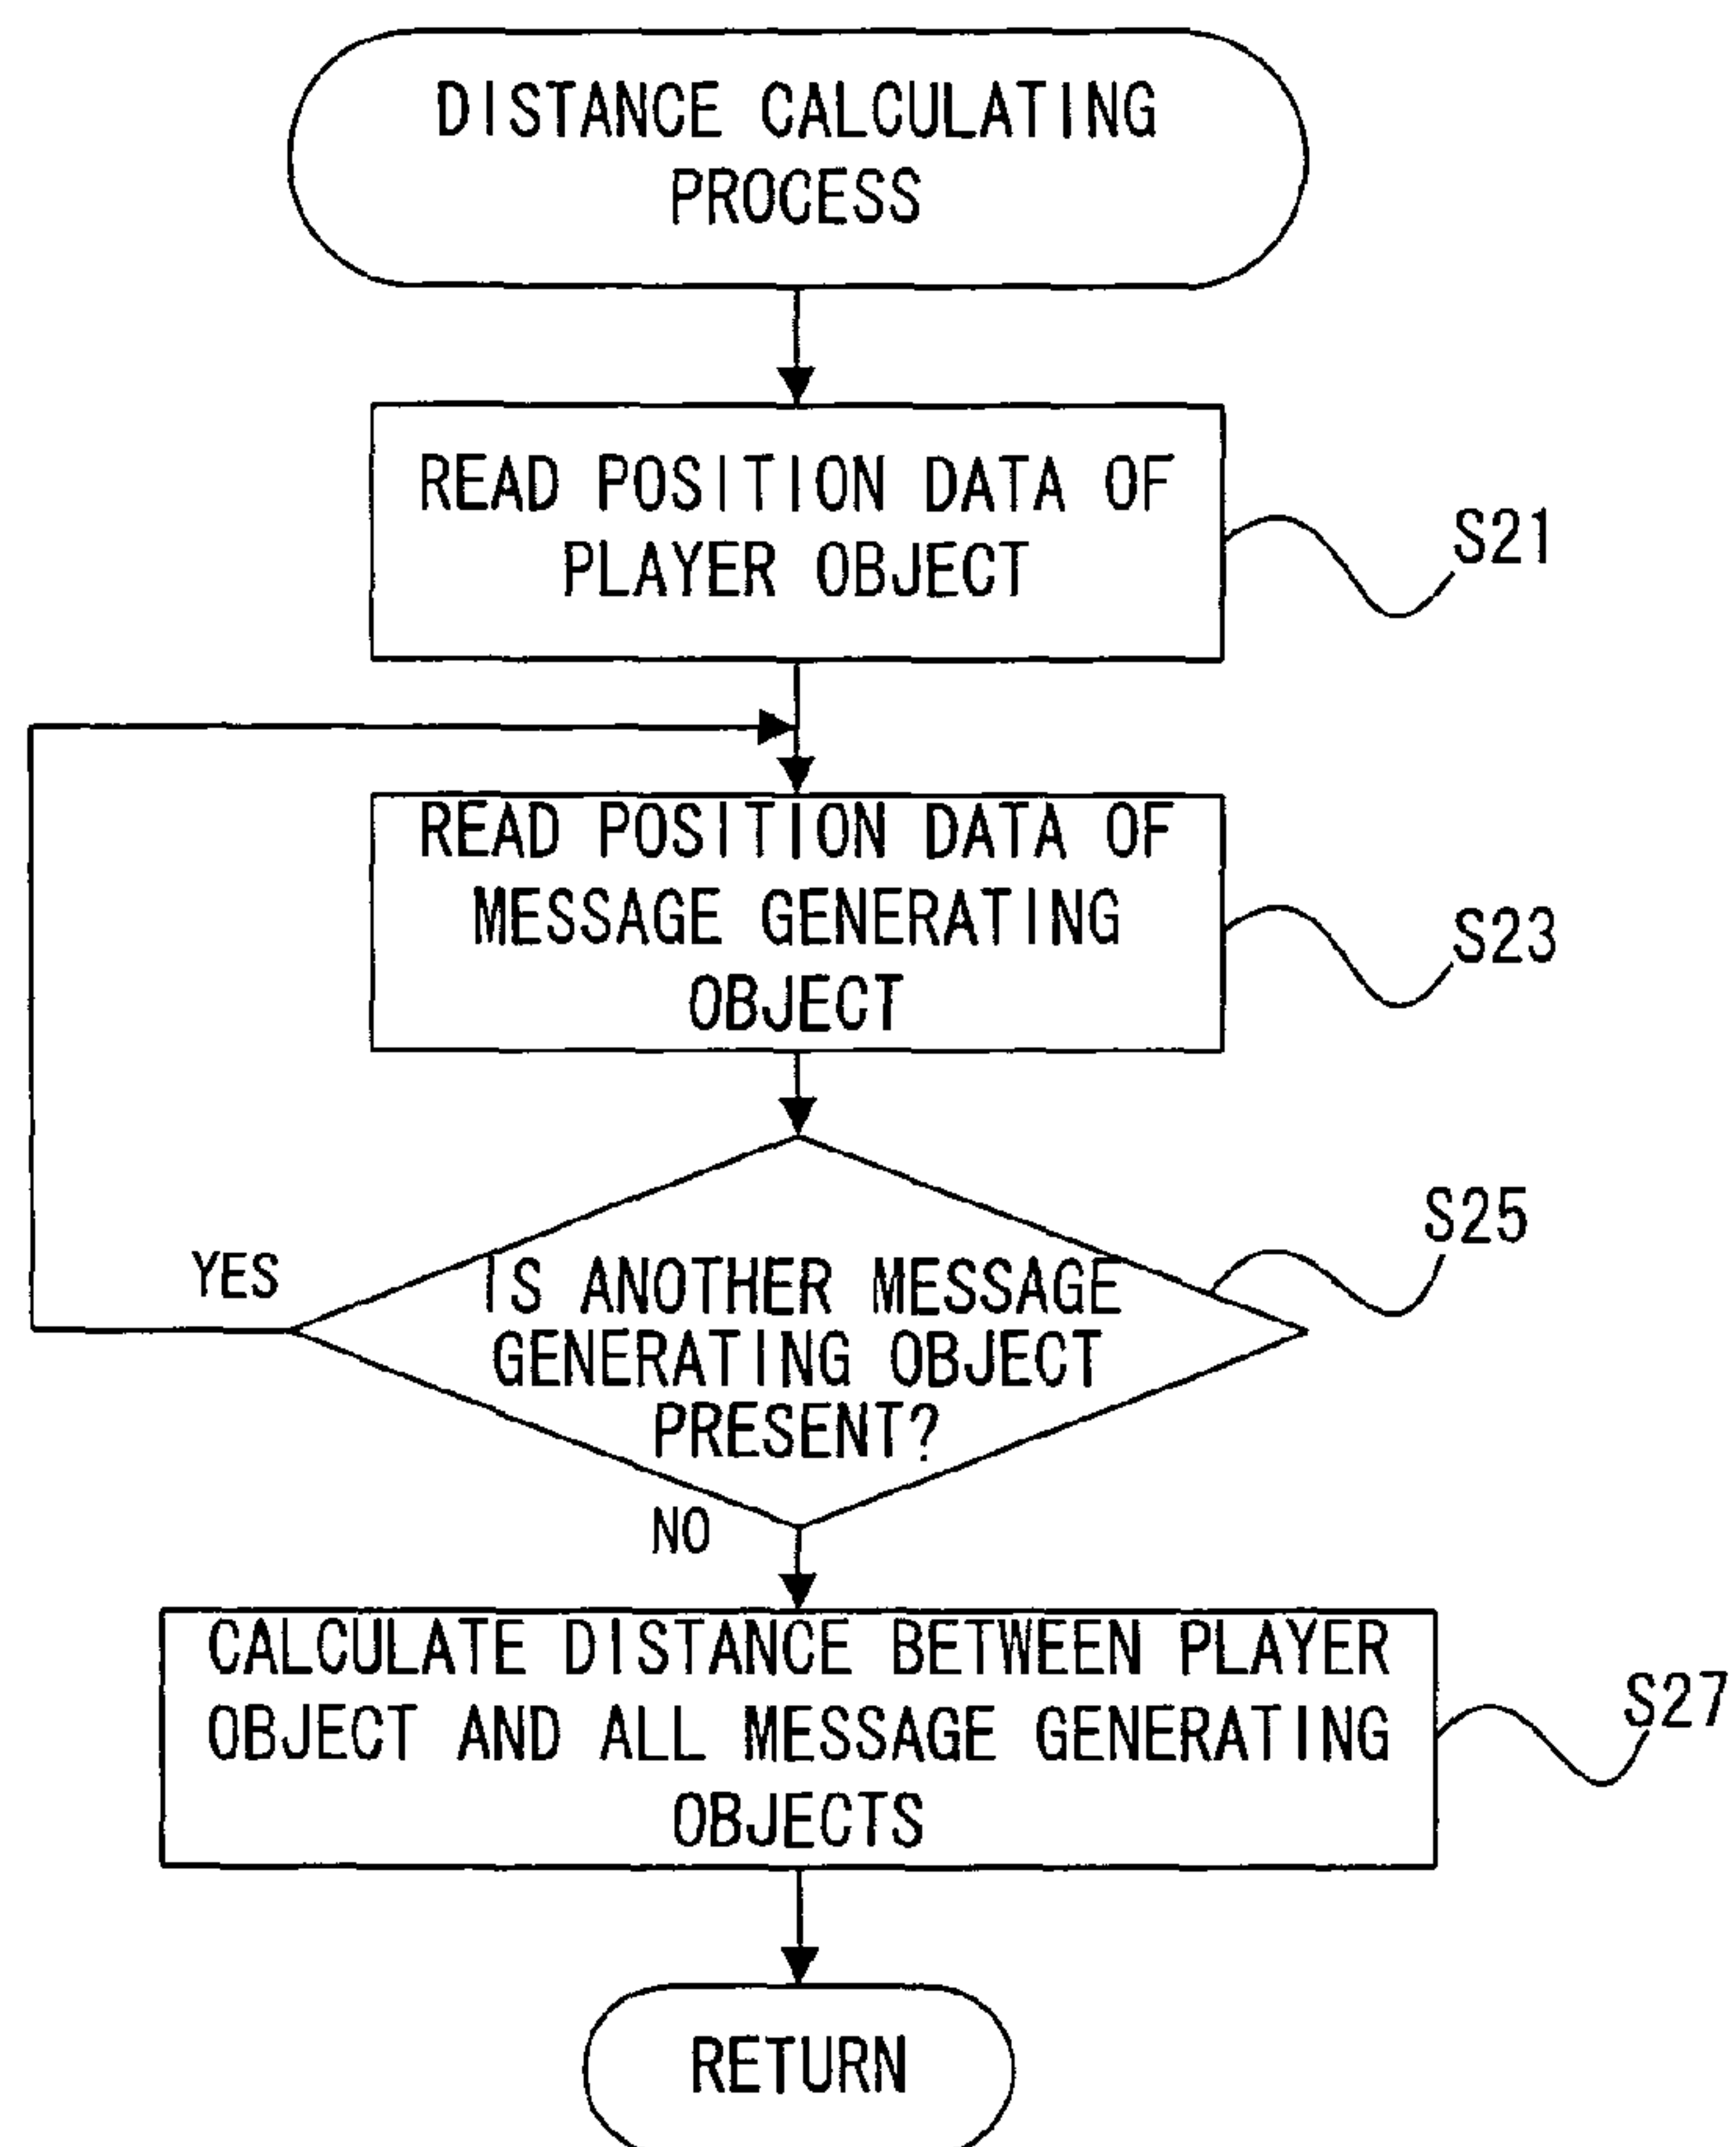 DISTANCE CALCULATING
PROCESS
READ POSITION DATA OF
PLAYER OBJECT
S21
READ POSITION DATA OF
MESSAGE GENERATING
OBJECT
S23
S25
YES
IS ANOTHER MESSAGE
GENERATING OBJECT
PRESENT?
NO
CALCULATE DISTANCE BETWEEN PLAYER
OBJECT AND ALL MESSAGE GENERATING
OBJECTS
S27
RETURN